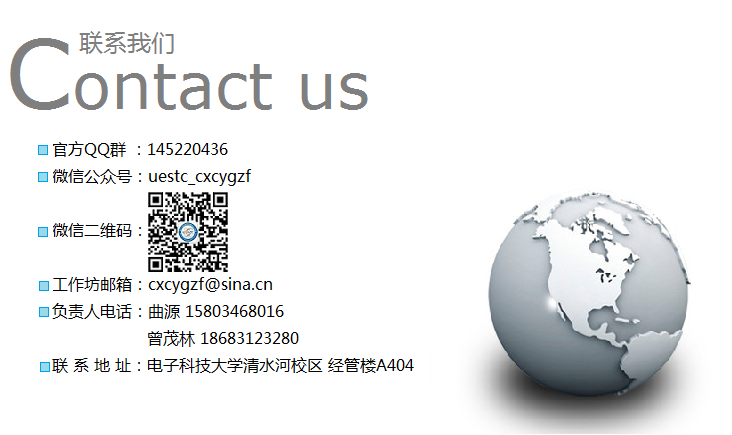 联系我们
Contact us
官方QQ群 ：145220436
微信公众号：uestc_cxcygzf
微信二维码：
工作坊邮箱：cxcygzf@sina.cn
负责人电话：曲源 15803468016
曾茂林 18683123280
联 系 地 址：电子科技大学清水河校区 经管楼A404